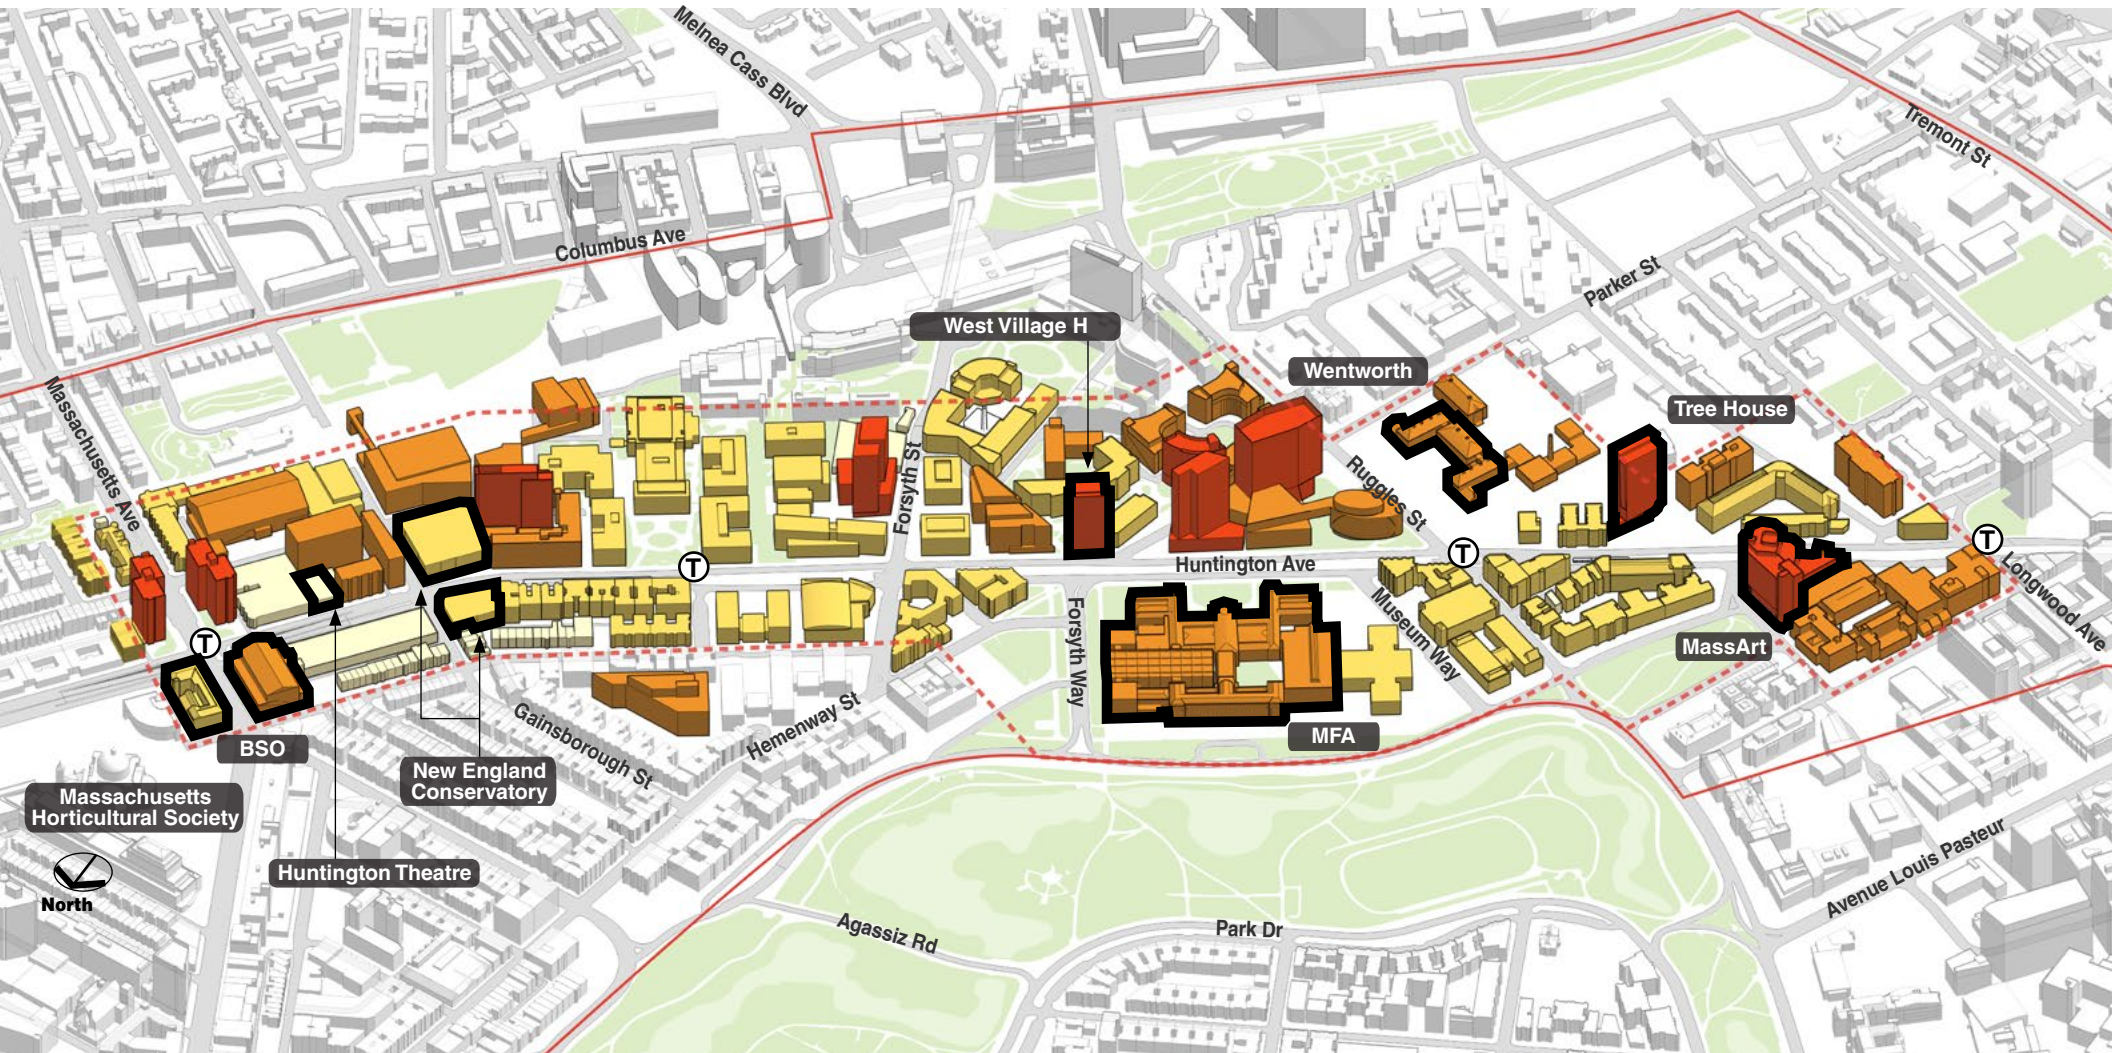 Melnea Cass Blvd
Tremont St
Columbus Ave
Parker St
West Village H
Wentworth
Tree House
Massachusetts Ave
Forsyth St
Ruggles St
T
T
T
T
Huntington Ave
Longwood Ave
Forsyth Way
Museum Way
MassArt
MFA
BSO
Gainsborough St
Hemenway St
New England
Conservatory
Massachusetts
Horticultural Society
Huntington Theatre
North
Agassiz Rd
Park Dr
Avenue Louis Pasteur